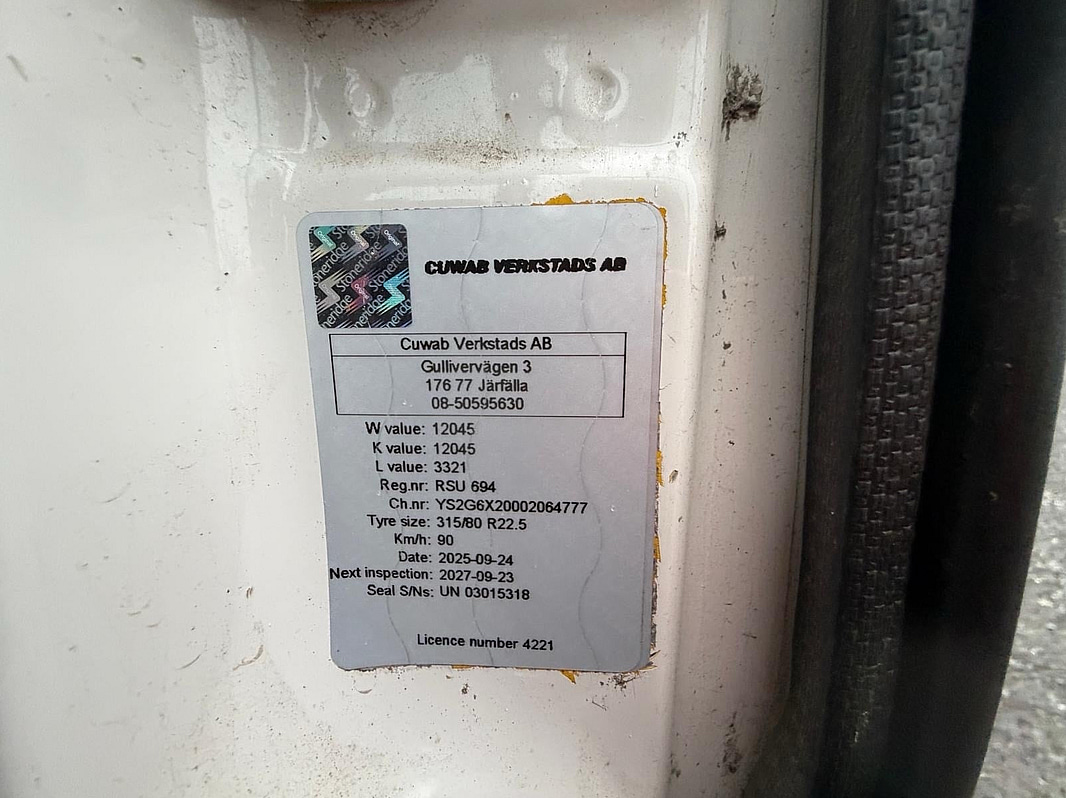 Stoneridge
Original
CUWAB VERKSTADS AB
Cuwab Verkstads AB
Gullivervägen 3
176 77 Järfälla
08-50595630
W value: 12045
K value: 12045
L value: 3321
Reg.nr: RSU 694
Ch.nr: YS2G6X20002064777
Tyre size: 315/80 R22.5
Km/h: 90
Date: 2025-09-24
Next inspection: 2027-09-23
Seal S/Ns: UN 03015318
Licence number 4221